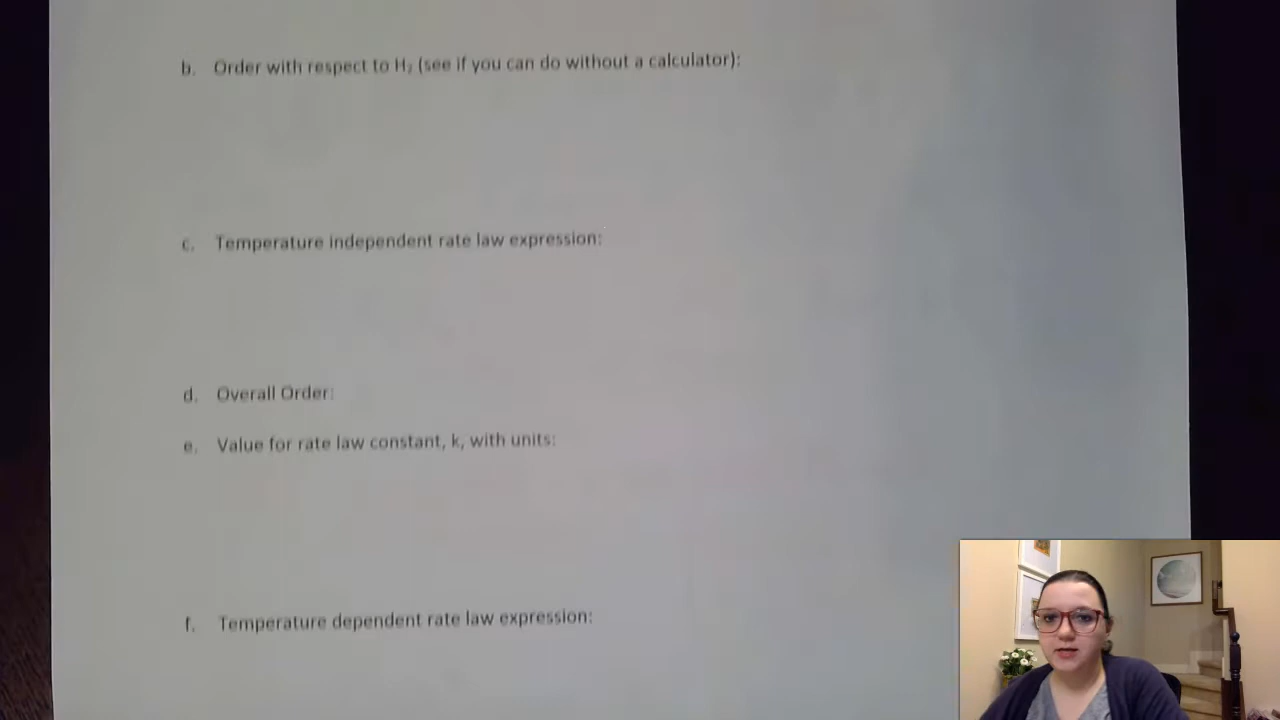 b. Order with respect to H₂ (see if you can do without a calculator):
c. Temperature independent rate law expression:
d. Overall Order:
e. Value for rate law constant, k, with units:
f. Temperature dependent rate law expression: